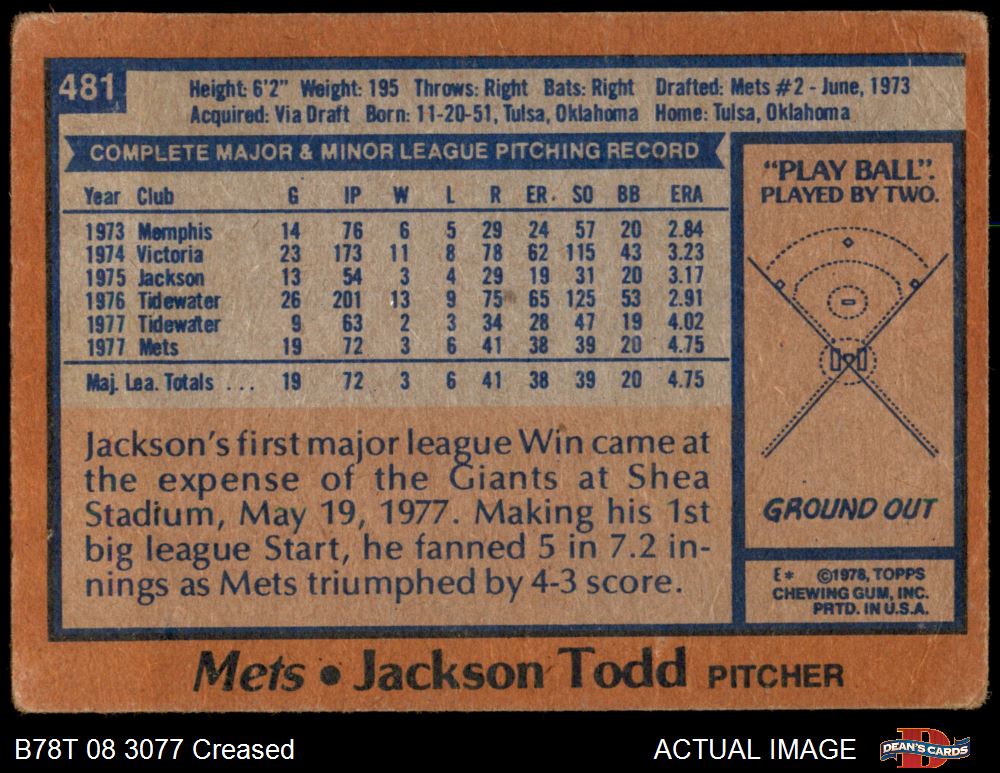 481
Height: 6'2" Weight: 195 Throws: Right Bats: Right Drafted: Mets #2 - June, 1973
Acquired: Via Draft Born: 11-20-51, Tulsa, Oklahoma Home: Tulsa, Oklahoma
COMPLETE MAJOR & MINOR LEAGUE PITCHING RECORD
Year Club G IP W L R ER. SO BB ERA
1973 Memphis 14 76 6 5 29 24 57 20 2.84
1974 Victoria 23 173 11 8 78 62 115 43 3.23
1975 Jackson 13 54 3 4 29 19 31 20 3.17
1976 Tidewater 26 201 13 9 75 65 125 53 2.91
1977 Tidewater 9 63 2 3 34 28 47 19 4.02
1977 Mets 19 72 3 6 41 38 39 20 4.75
Maj. Lea. Totals ... 19 72 3 6 41 38 39 20 4.75
Jackson's first major league Win came at
the expense of the Giants at Shea
Stadium, May 19, 1977. Making his 1st
big league Start, he fanned 5 in 7.2 in-
nings as Mets triumphed by 4-3 score.
"PLAY BALL".
PLAYED BY TWO.
GROUND OUT
E* ©1978, TOPPS
CHEWING GUM, INC.
PRTD. IN U.S.A.
Mets • Jackson Todd PITCHER
B78T 08 3077 Creased
ACTUAL IMAGE
DEAN'S CARDS